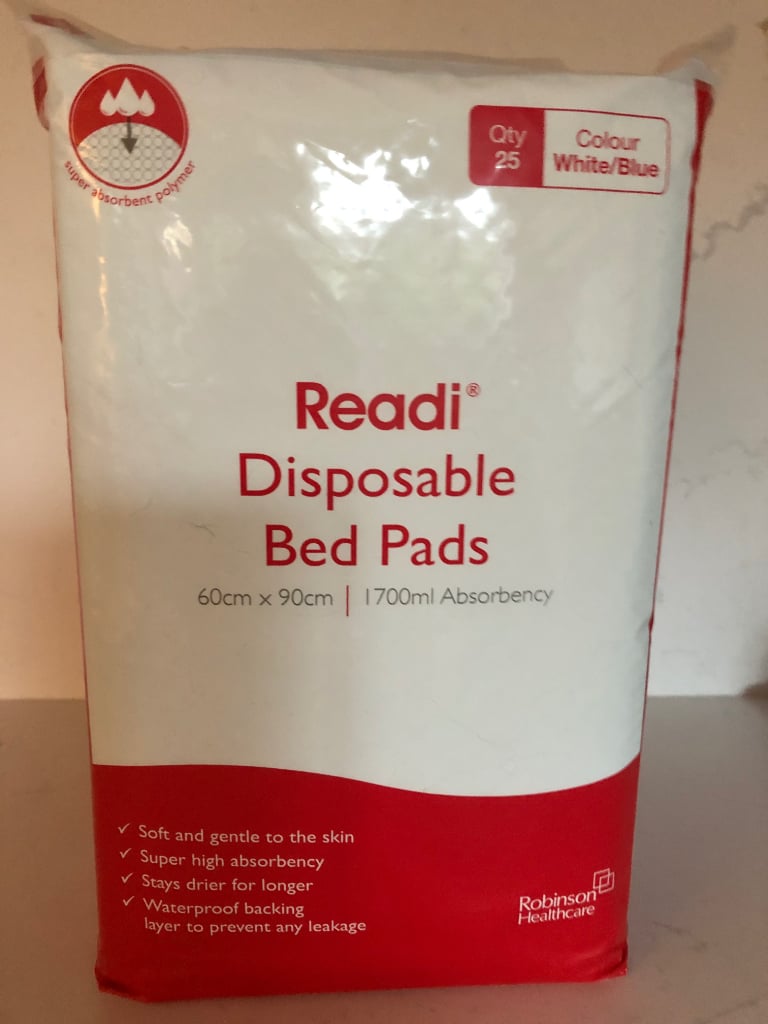 super absorbent polymer
Qty
25
Colour
White/Blue
Readi®
Disposable
Bed Pads
60cm x 90cm | 1700ml Absorbency
✓ Soft and gentle to the skin
✓ Super high absorbency
✓ Stays drier for longer
✓ Waterproof backing
layer to prevent any leakage
Robinson
Healthcare